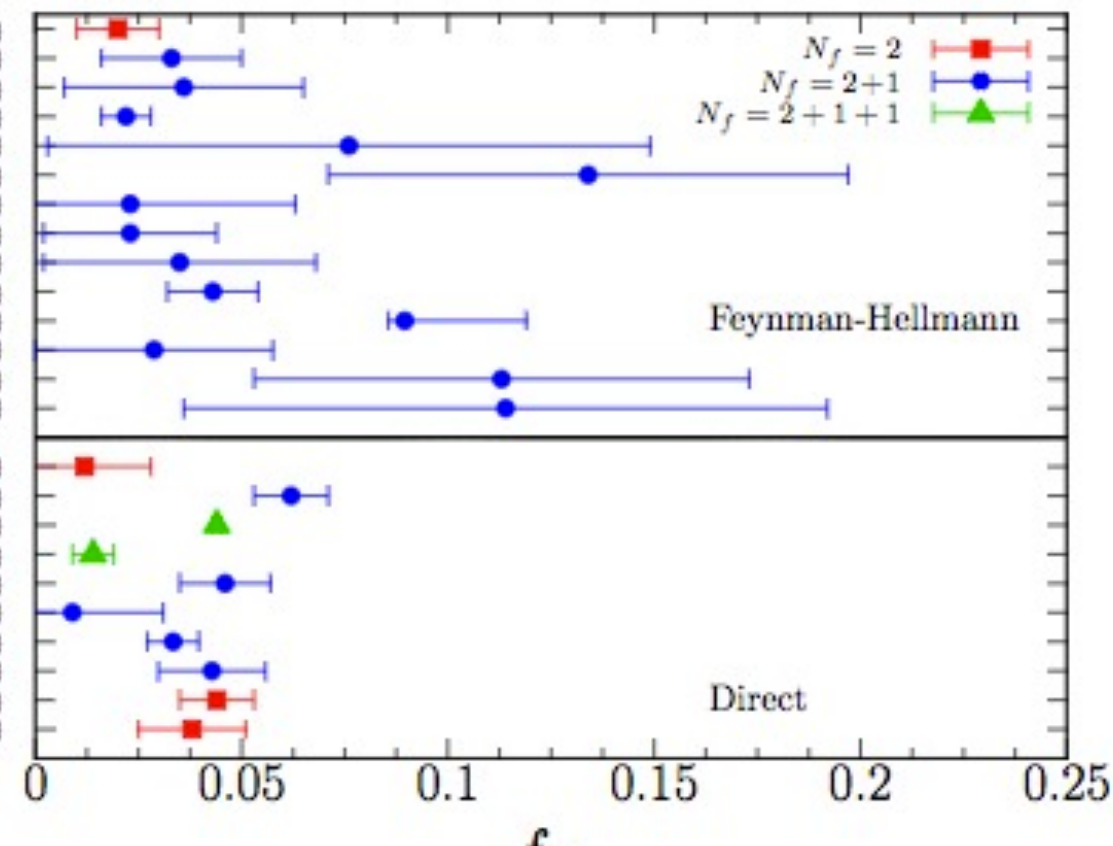 N_f = 2
N_f = 2+1
N_f = 2 + 1 + 1
Feynman-Hellmann
Direct
0 0.05 0.1 0.15 0.2 0.25